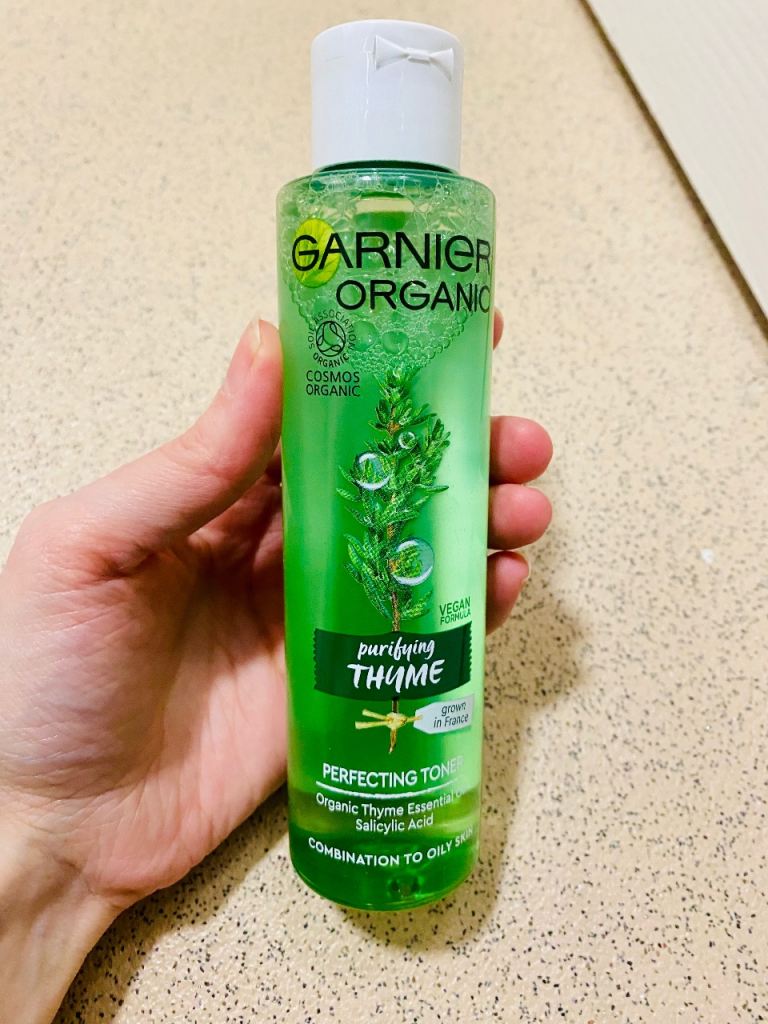 GARNIER
ORGANIC
SOIL ASSOCIATION
ORGANIC
COSMOS
ORGANIC
VEGAN
FORMULA
purifying
THYME
grown
in France
PERFECTING TONER
Organic Thyme Essential
Salicylic Acid
COMBINATION TO OILY SKIN